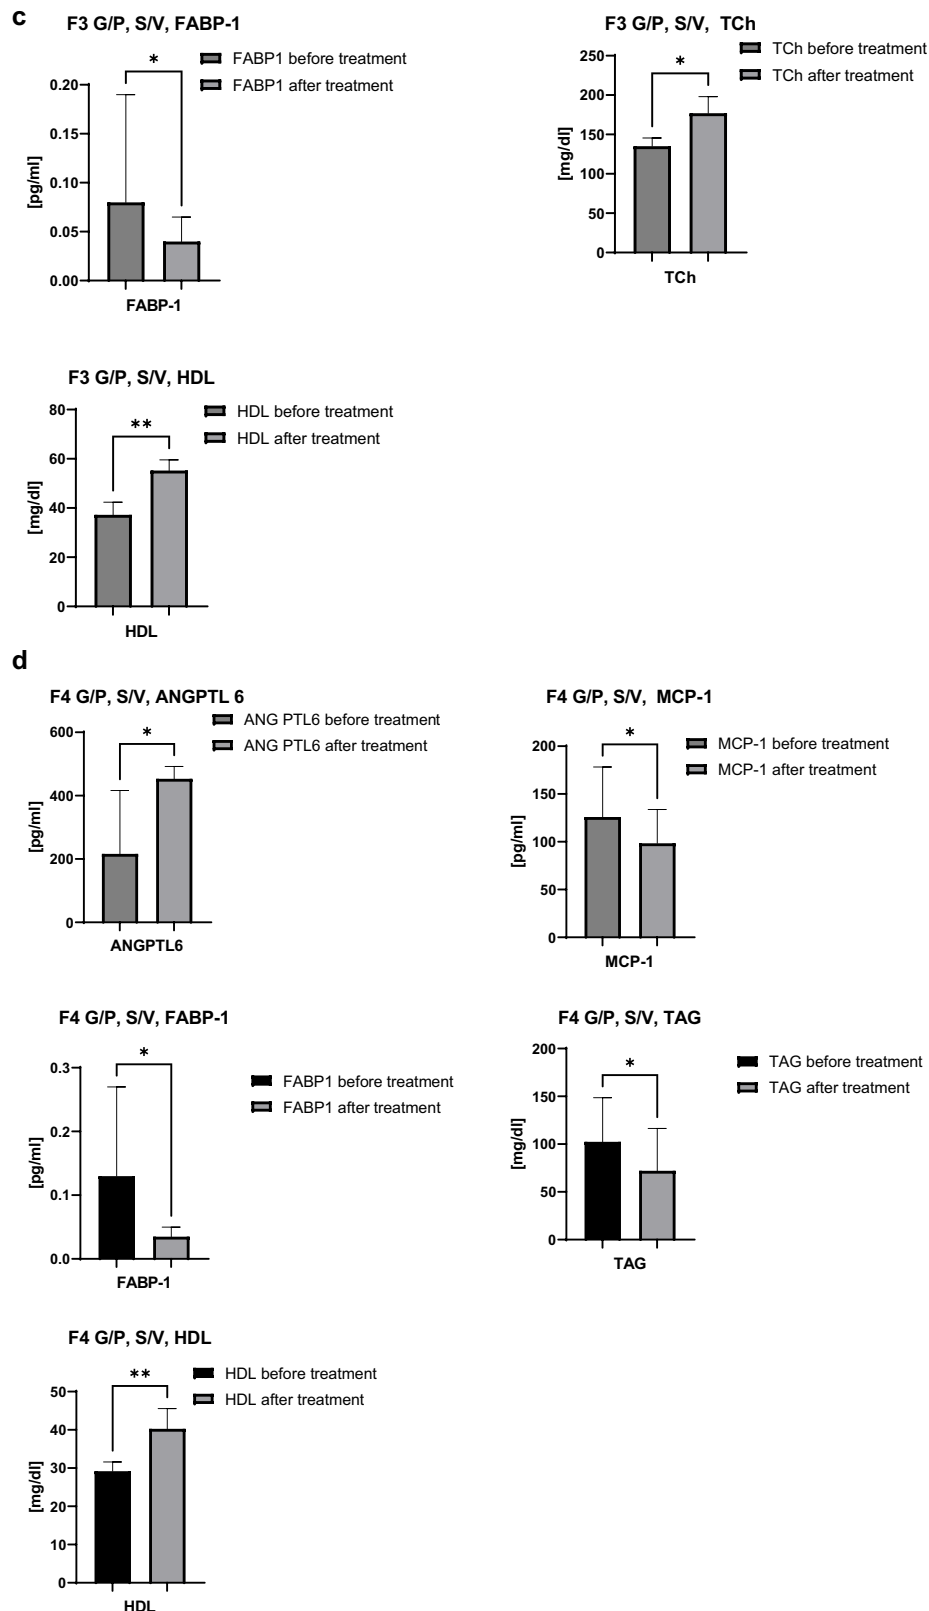 c
F3 G/P, S/V, FABP-1
FABP1 before treatment
FABP1 after treatment
*
0.20
0.15
0.10
0.05
0.00
[pg/ml]
FABP-1
F3 G/P, S/V, TCh
TCh before treatment
TCh after treatment
*
250
200
150
100
50
0
[mg/dl]
TCh
F3 G/P, S/V, HDL
HDL before treatment
HDL after treatment
**
80
60
40
20
0
[mg/dl]
HDL
d
F4 G/P, S/V, ANGPTL 6
ANG PTL6 before treatment
ANG PTL6 after treatment
*
600
400
200
0
[pg/ml]
ANGPTL6
F4 G/P, S/V, MCP-1
MCP-1 before treatment
MCP-1 after treatment
*
200
150
100
50
0
[pg/ml]
MCP-1
F4 G/P, S/V, FABP-1
FABP1 before treatment
FABP1 after treatment
*
0.3
0.2
0.1
0.0
[pg/ml]
FABP-1
F4 G/P, S/V, TAG
TAG before treatment
TAG after treatment
*
200
150
100
50
0
[mg/dl]
TAG
F4 G/P, S/V, HDL
HDL before treatment
HDL after treatment
**
50
40
30
20
10
0
[mg/dl]
HDL